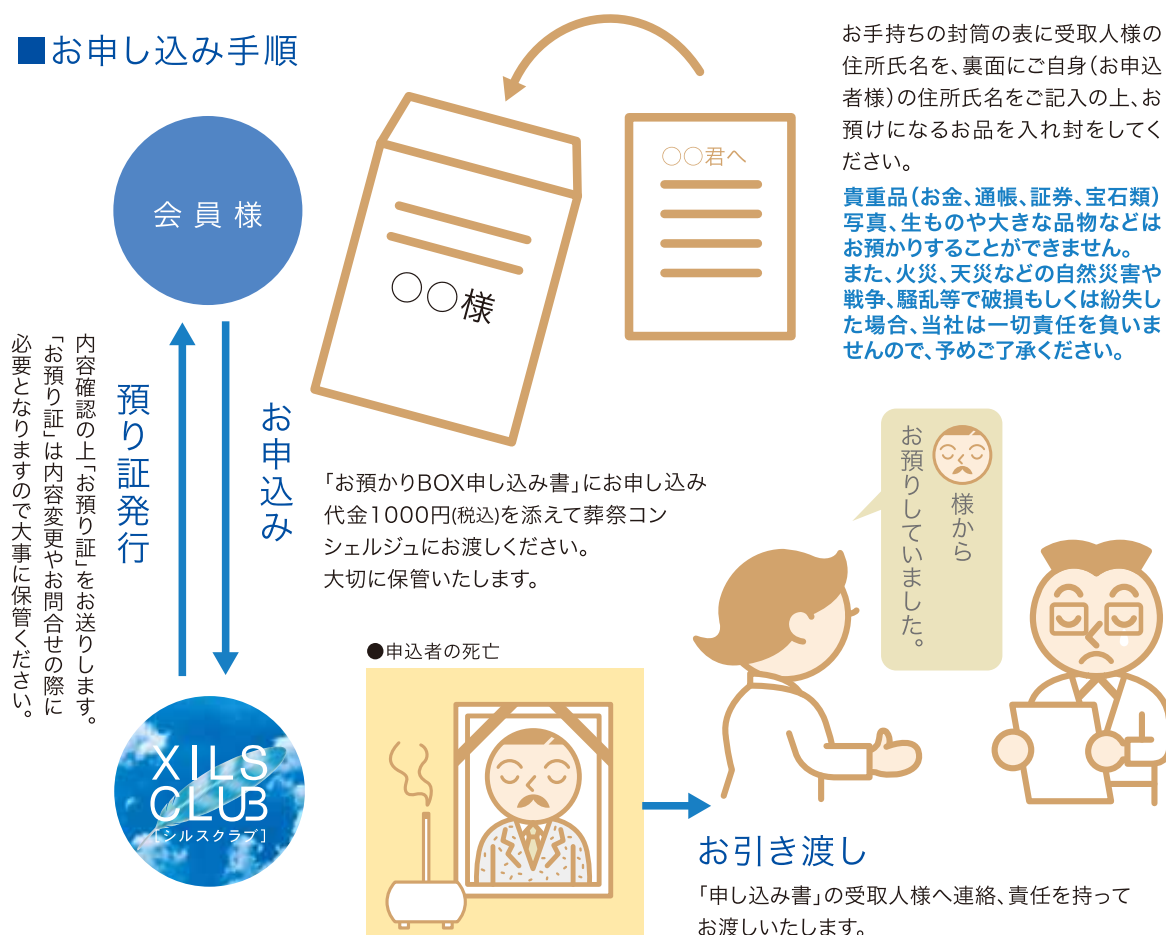 ■お申し込み手順
お手持ちの封筒の表に受取人様の
住所氏名を、裏面にご自身（お申込
者様）の住所氏名をご記入の上、お
預けになるお品を入れ封をしてく
ださい。
貴重品（お金、通帳、証券、宝石類）
写真、生ものや大きな品物などは
お預かりすることができません。
また、火災、天災などの自然災害や
戦争、騒乱等で破損もしくは紛失し
た場合、当社は一切責任を負いま
せんので、予めご了承ください。
会員様
○○様
○○君へ
お申込み
預り証発行
内容確認の上「お預り証」をお送りします。
「お預り証」は内容変更やお問合せの際に
必要となりますので大事に保管ください。
「お預かりBOX申し込み書」にお申し込み
代金1000円(税込)を添えて葬祭コン
シェルジュにお渡しください。
大切に保管いたします。
XILS
CLUB
［シルスクラブ］
●申込者の死亡
様から
お預りしていました。
お引き渡し
「申し込み書」の受取人様へ連絡、責任を持って
お渡しいたします。